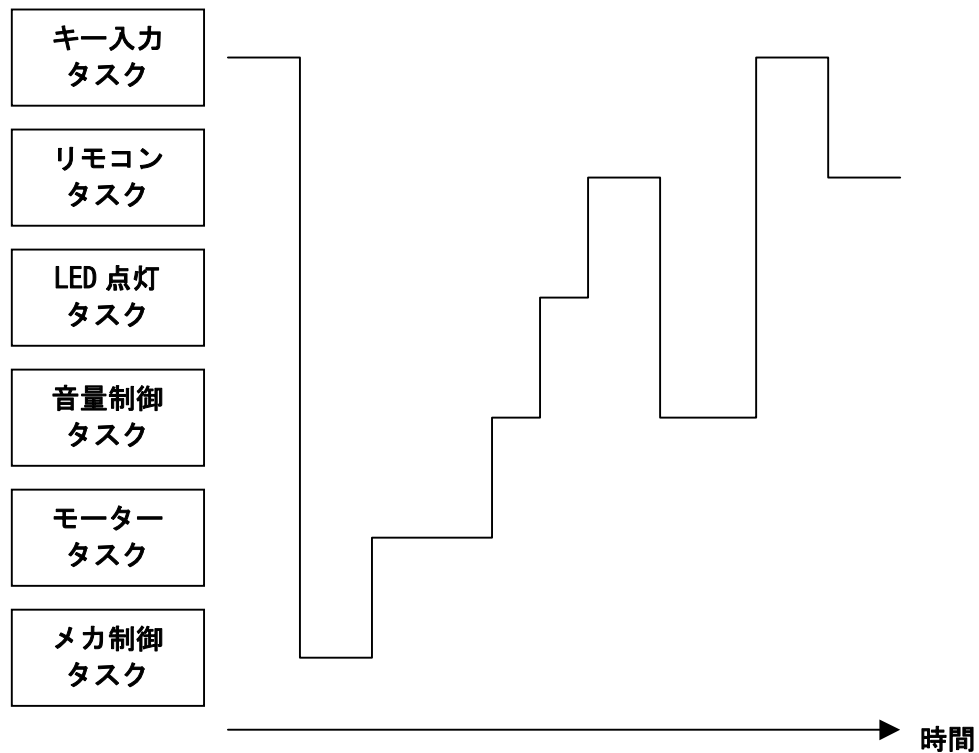 キー入力
タスク
リモコン
タスク
LED 点灯
タスク
音量制御
タスク
モーター
タスク
メカ制御
タスク
時間